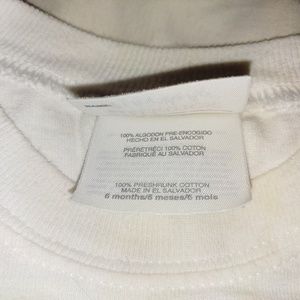 100% ALGODON PRE-ENCOGIDO
HECHO EN EL SALVADOR
PRÉRÉTRÉCI 100% COTON
FABRIQUÉ AU SALVADOR
100% PRESHRUNK COTTON
MADE IN EL SALVADOR
6 months/6 meses/6 mois